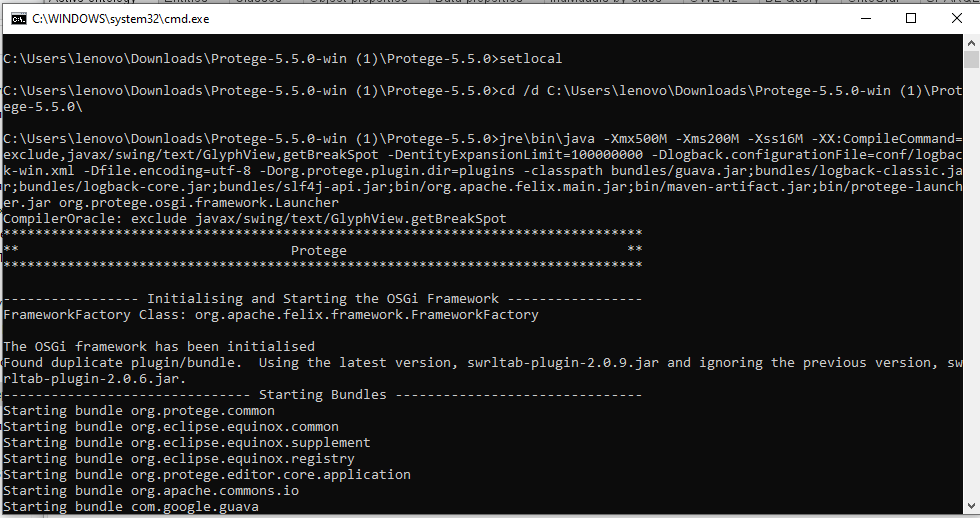 C:\WINDOWS\system32\cmd.exe
C:\Users\lenovo\Downloads\Protege-5.5.0-win (1)\Protege-5.5.0>setlocal
C:\Users\lenovo\Downloads\Protege-5.5.0-win (1)\Protege-5.5.0>cd /d C:\Users\lenovo\Downloads\Protege-5.5.0-win (1)\Prot
ege-5.5.0\
C:\Users\lenovo\Downloads\Protege-5.5.0-win (1)\Protege-5.5.0>jre\bin\java -Xmx500M -Xms200M -Xss16M -XX:CompileCommand=
exclude,javax/swing/text/GlyphView,getBreakSpot -DentityExpansionLimit=100000000 -Dlogback.configurationFile=conf/logbac
k-win.xml -Dfile.encoding=utf-8 -Dorg.protege.plugin.dir=plugins -classpath bundles/guava.jar;bundles/logback-classic.ja
r;bundles/logback-core.jar;bundles/slf4j-api.jar;bin/org.apache.felix.main.jar;bin/maven-artifact.jar;bin/protege-launch
er.jar org.protege.osgi.framework.Launcher
CompilerOracle: exclude javax/swing/text/GlyphView.getBreakSpot
********************************************************************************
**                                  Protege                                   **
********************************************************************************
----------------- Initialising and Starting the OSGi Framework -----------------
FrameworkFactory Class: org.apache.felix.framework.FrameworkFactory
The OSGi framework has been initialised
Found duplicate plugin/bundle.  Using the latest version, swrltab-plugin-2.0.9.jar and ignoring the previous version, sw
rltab-plugin-2.0.6.jar.
------------------------------- Starting Bundles -------------------------------
Starting bundle org.protege.common
Starting bundle org.eclipse.equinox.common
Starting bundle org.eclipse.equinox.supplement
Starting bundle org.eclipse.equinox.registry
Starting bundle org.protege.editor.core.application
Starting bundle org.apache.commons.io
Starting bundle com.google.guava